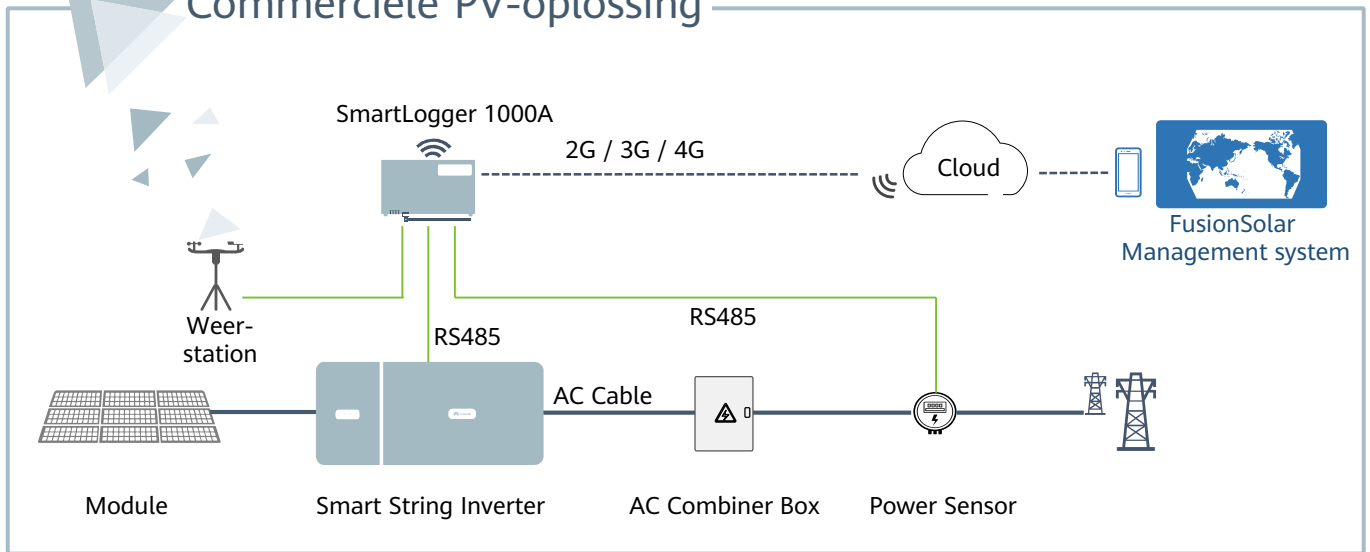 Commerciële PV-oplossing
SmartLogger 1000A
2G / 3G / 4G
Cloud
FusionSolar
Management system
Weer-
station
RS485
RS485
AC Cable
Module
Smart String Inverter
AC Combiner Box
Power Sensor